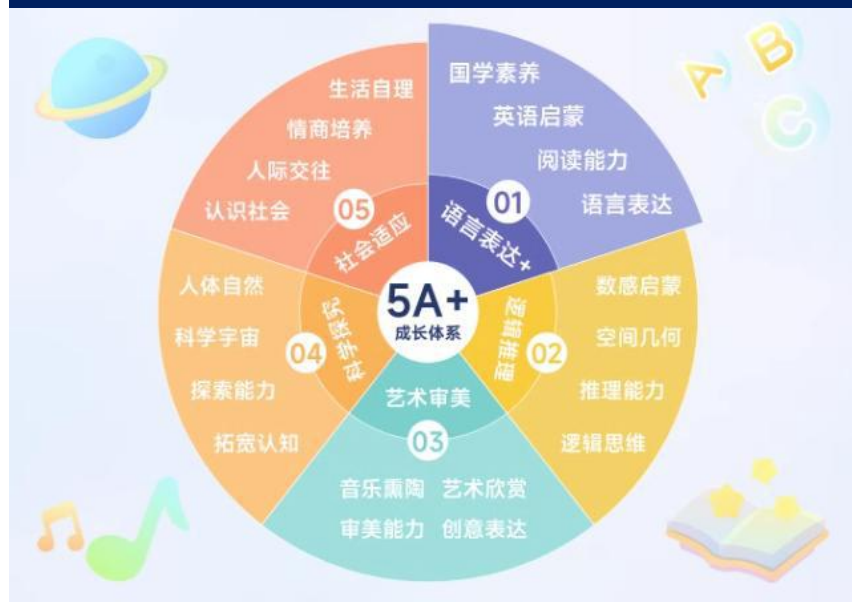 A
B
C
5A+
成长体系
01
语言表达+
国学素养
英语启蒙
阅读能力
语言表达
02
逻辑推理
数感启蒙
空间几何
推理能力
逻辑思维
03
艺术审美
音乐熏陶 艺术欣赏
审美能力 创意表达
04
科学探究
人体自然
科学宇宙
探索能力
拓宽认知
05
社会适应
生活自理
情商培养
人际交往
认识社会